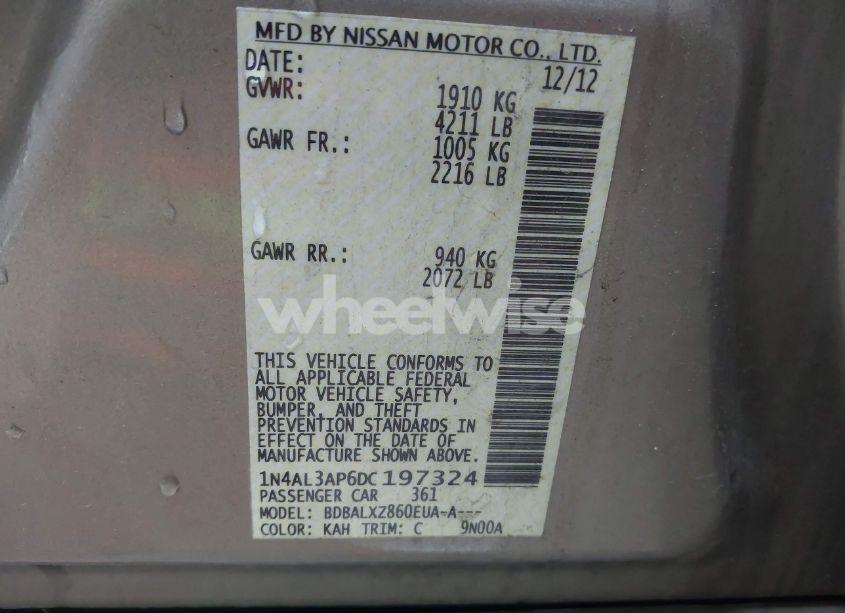 MFD BY NISSAN MOTOR CO., LTD.
DATE: 12/12
GVWR: 1910 KG
4211 LB
GAWR FR.: 1005 KG
2216 LB
GAWR RR.: 940 KG
2072 LB
wheelwise
THIS VEHICLE CONFORMS TO
ALL APPLICABLE FEDERAL
MOTOR VEHICLE SAFETY,
BUMPER, AND THEFT
PREVENTION STANDARDS IN
EFFECT ON THE DATE OF
MANUFACTURE SHOWN ABOVE.
1N4AL3AP6DC197324
PASSENGER CAR 361
MODEL: BDBALXZ860EUA-A---
COLOR: KAH TRIM: C 9N00A